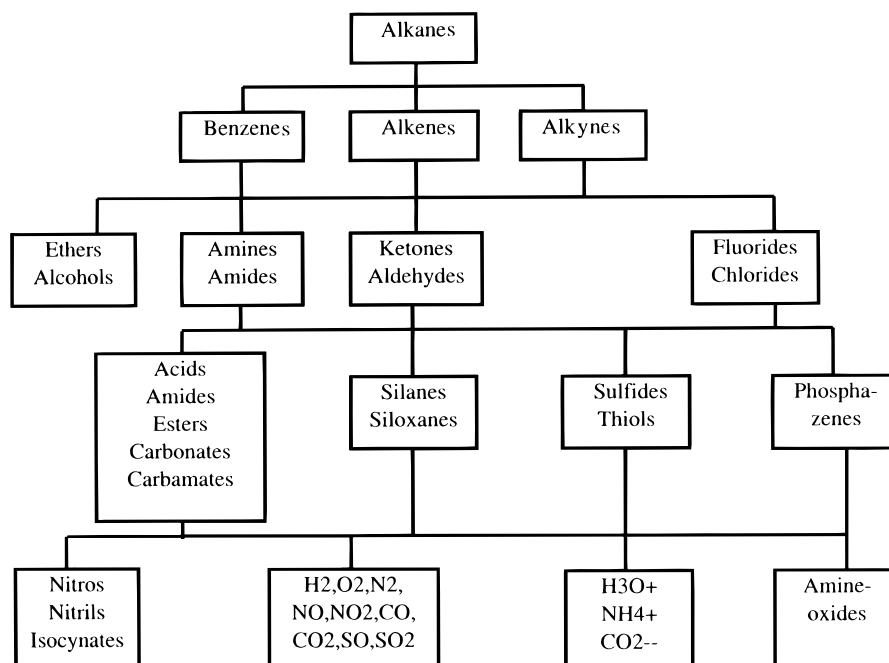 Alkanes
Benzenes
Alkenes
Alkynes
Ethers
Alcohols
Amines
Amides
Ketones
Aldehydes
Fluorides
Chlorides
Acids
Amides
Esters
Carbonates
Carbamates
Silanes
Siloxanes
Sulfides
Thiols
Phospha-
zenes
Nitros
Nitrils
Isocynates
H2,O2,N2,
NO,NO2,CO,
CO2,SO,SO2
H3O+
NH4+
CO2--
Amine-
oxides